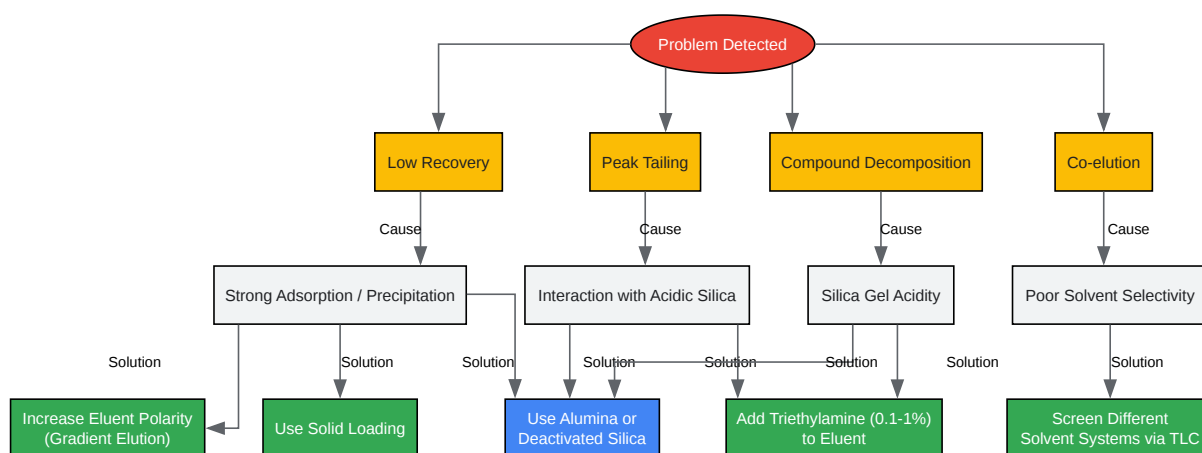 Problem Detected
Low Recovery
Peak Tailing
Compound Decomposition
Co-elution
Cause
Cause
Cause
Cause
Strong Adsorption / Precipitation
Interaction with Acidic Silica
Silica Gel Acidity
Poor Solvent Selectivity
Solution
Solution
Solution
Solution
Solution
Solution
Solution
Solution
Increase Eluent Polarity
(Gradient Elution)
Use Solid Loading
Use Alumina or
Deactivated Silica
Add Triethylamine (0.1-1%)
to Eluent
Screen Different
Solvent Systems via TLC